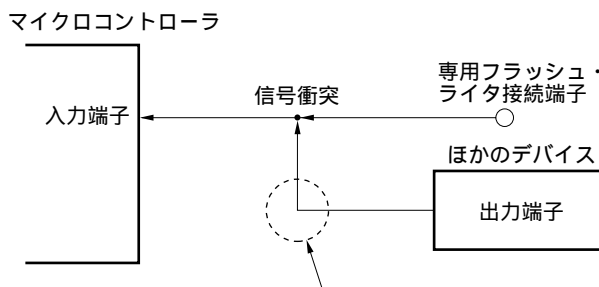 マイクロコントローラ
専用フラッシュ・
ライタ接続端子
信号衝突
入力端子
ほかのデバイス
出力端子